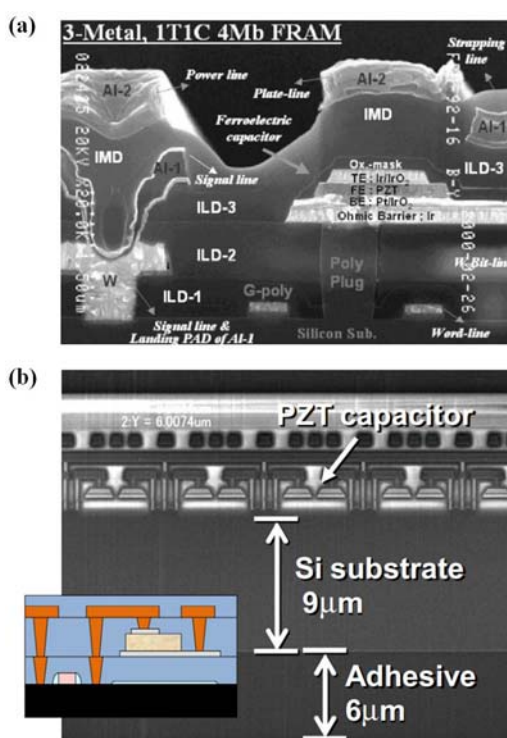 (a)
3-Metal, 1T1C 4Mb FRAM
Al-2
Power line
Al-2
Plate-line
Strapping
line
Ferroelectric
capacitor
IMD
IMD
Al-1
Al-1
Signal line
Ox.-mask
TE ; Ir/IrO2
FE ; PZT
BE ; Pt/IrO2
Ohmic Barrier ; Ir
ILD-3
ILD-3
ILD-2
W
W Bit-line
Poly
Plug
G-poly
ILD-1
Signal line &
Landing PAD of Al-1
Silicon Sub.
Word-line
(b)
2:Y = 6.0074um
PZT capacitor
Si substrate
9μm
Adhesive
6μm